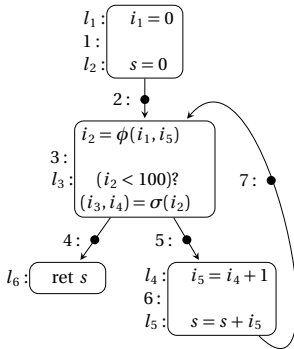 l₁: i₁ = 0
1:
l₂: s = 0
2:
i₂ = ϕ(i₁, i₅)
3:
l₃: (i₂ < 100)?
(i₃, i₄) = σ(i₂)
7:
4:
5:
l₆: ret s
l₄: i₅ = i₄ + 1
6:
l₅: s = s + i₅